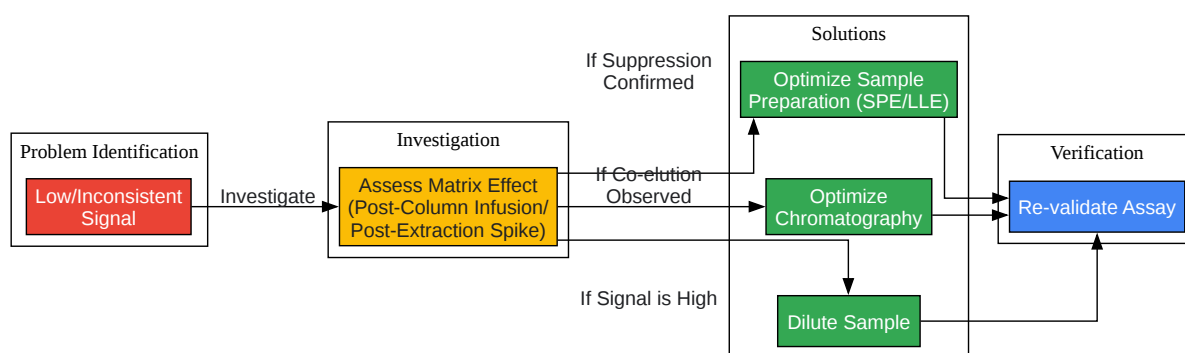 Problem Identification
Low/Inconsistent
Signal
Investigate
Investigation
Assess Matrix Effect
(Post-Column Infusion/
Post-Extraction Spike)
If Suppression
Confirmed
If Co-elution
Observed
If Signal is High
Solutions
Optimize Sample
Preparation (SPE/LLE)
Optimize
Chromatography
Dilute Sample
Verification
Re-validate Assay